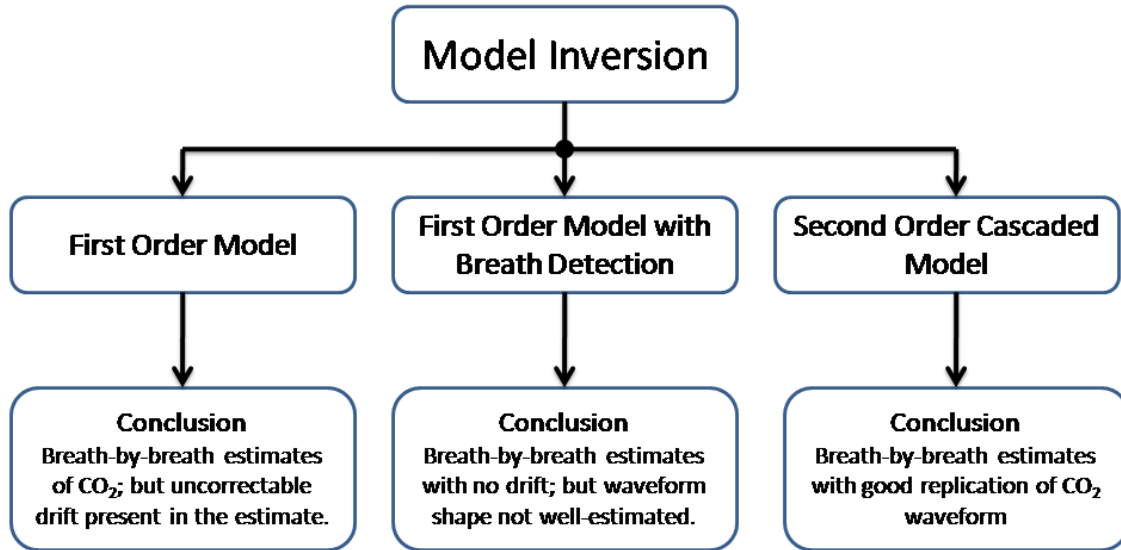 Model Inversion
First Order Model
First Order Model with
Breath Detection
Second Order Cascaded
Model
Conclusion
Breath-by-breath estimates
of CO₂; but uncorrectable
drift present in the estimate.
Conclusion
Breath-by-breath estimates
with no drift; but waveform
shape not well-estimated.
Conclusion
Breath-by-breath estimates
with good replication of CO₂
waveform